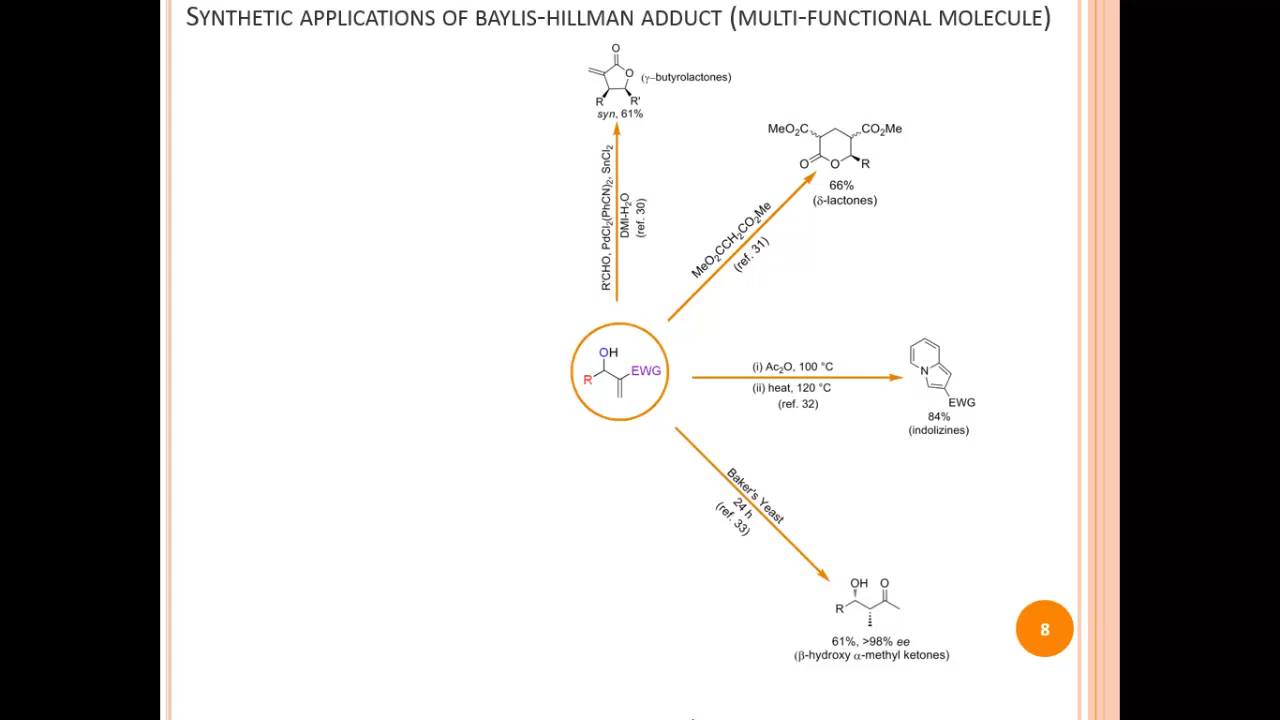 SYNTHETIC APPLICATIONS OF BAYLIS-HILLMAN ADDUCT (MULTI-FUNCTIONAL MOLECULE)
O
O
(γ–butyrolactones)
R
R'
syn, 61%
R'CHO, PdCl2(PhCN)2, SnCl2
DMI-H2O
(ref. 30)
MeO2C
CO2Me
O
O
R
66%
(δ-lactones)
MeO2CCH2CO2Me
(ref. 31)
OH
R
EWG
(i) Ac2O, 100 °C
(ii) heat, 120 °C
(ref. 32)
N
EWG
84%
(indolizines)
Baker's Yeast
24 h
(ref. 33)
OH
O
R
61%, >98% ee
(β-hydroxy α-methyl ketones)
8